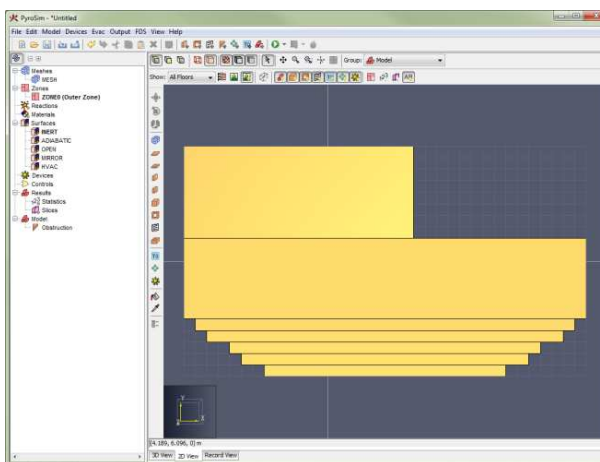 PyroSim - *Untitled
File Edit Model Devices Evac Output FDS View Help
Group: Model
Show: All Floors
Meshes
MESH
Zones
ZONE0 (Outer Zone)
Reactions
Materials
Surfaces
INERT
ADIABATIC
OPEN
MIRROR
HVAC
Devices
Controls
Results
Statistics
Slices
Model
Obstruction
Y
X
(4.189, 6.096, 0) m
3D View 2D View Record View